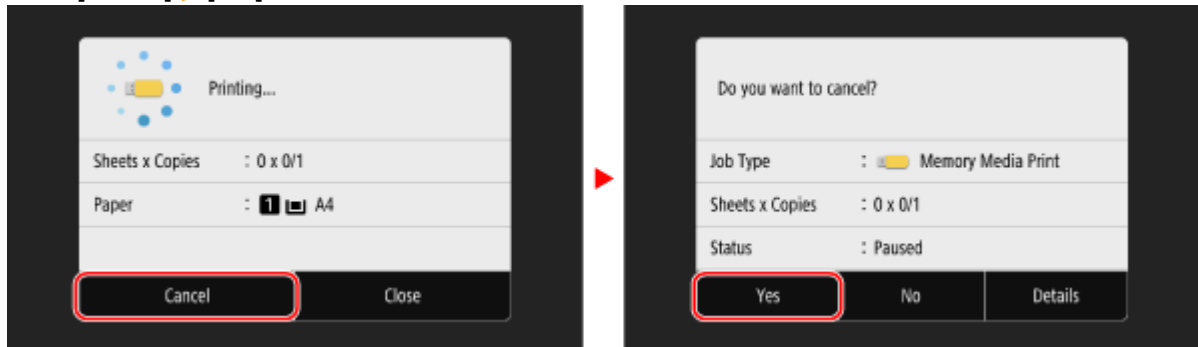 Printing...
Sheets x Copies : 0 x 0/1
Paper : 1 A4
Cancel Close
Do you want to cancel?
Job Type : Memory Media Print
Sheets x Copies : 0 x 0/1
Status : Paused
Yes No Details